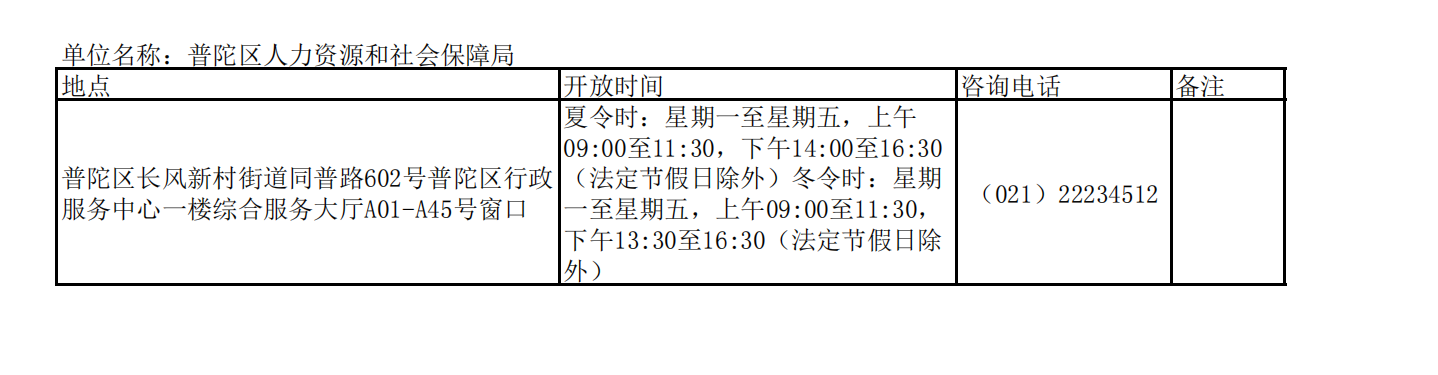 单位名称：普陀区人力资源和社会保障局
地点
开放时间
咨询电话
备注
普陀区长风新村街道同普路602号普陀区行政
服务中心一楼综合服务大厅A01-A45号窗口
夏令时：星期一至星期五，上午
09:00至11:30，下午14:00至16:30
（法定节假日除外）冬令时：星期
一至星期五，上午09:00至11:30，
下午13:30至16:30（法定节假日除
外）
（021）22234512